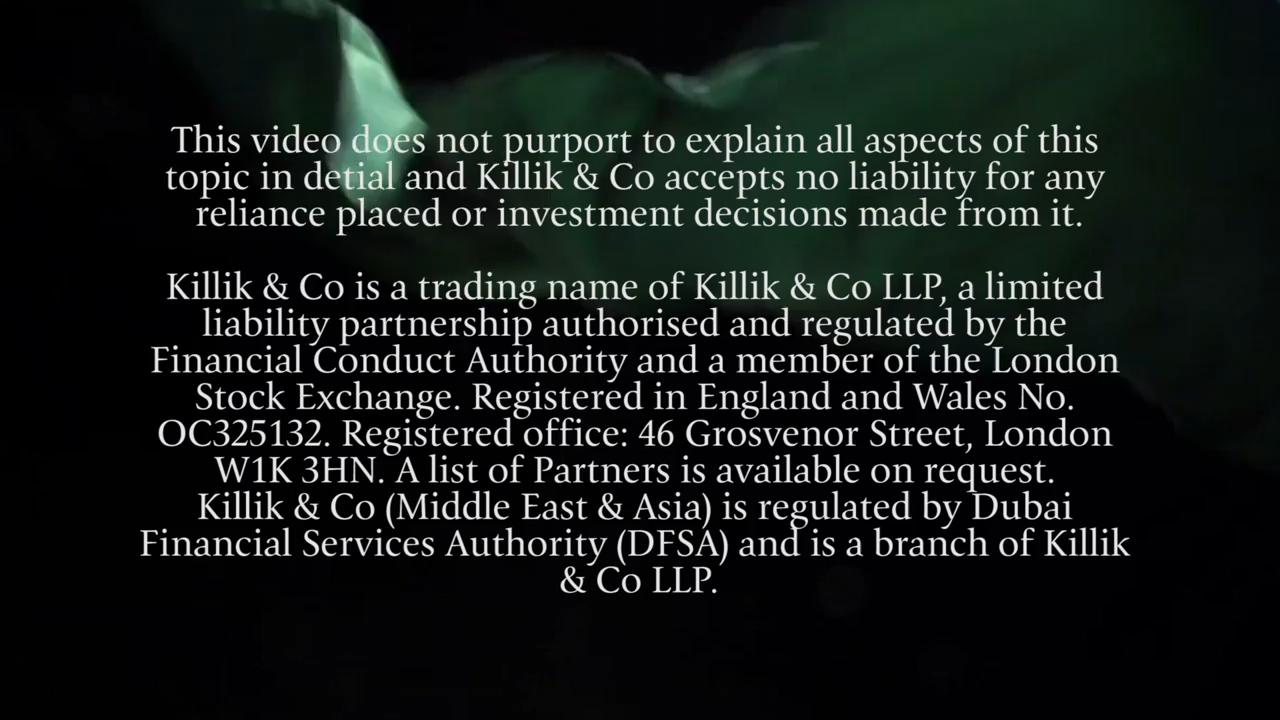 This video does not purport to explain all aspects of this
topic in detial and Killik & Co accepts no liability for any
reliance placed or investment decisions made from it.
Killik & Co is a trading name of Killik & Co LLP, a limited
liability partnership authorised and regulated by the
Financial Conduct Authority and a member of the London
Stock Exchange. Registered in England and Wales No.
OC325132. Registered office: 46 Grosvenor Street, London
W1K 3HN. A list of Partners is available on request.
Killik & Co (Middle East & Asia) is regulated by Dubai
Financial Services Authority (DFSA) and is a branch of Killik
& Co LLP.